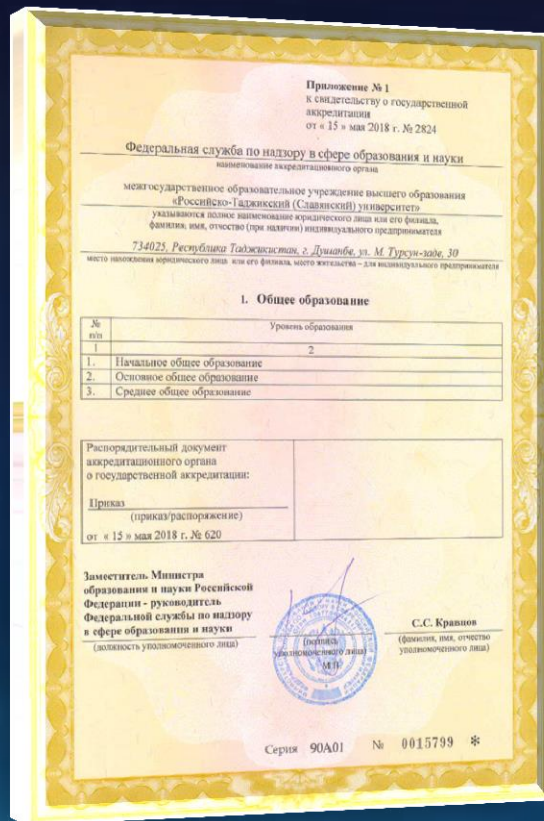 Приложение № 1
к свидетельству о государственной
аккредитации
от « 15 » мая 2018 г. № 2824
Федеральная служба по надзору в сфере образования и науки
наименование аккредитационного органа
межгосударственное образовательное учреждение высшего образования
«Российско-Таджикский (Славянский) университет»
указываются полное наименование юридического лица или его филиала,
фамилия, имя, отчество (при наличии) индивидуального предпринимателя
734025, Республика Таджикистан, г. Душанбе, ул. М. Турсун-заде, 30
место нахождения юридического лица или его филиала, место жительства – для индивидуального предпринимателя
1. Общее образование
№ Уровень образования
п/п
1 2
1. Начальное общее образование
2. Основное общее образование
3. Среднее общее образование
Распорядительный документ
аккредитационного органа
о государственной аккредитации:
Приказ
(приказ/распоряжение)
от « 15 » мая 2018 г. № 620
Заместитель Министра
образования и науки Российской
Федерации - руководитель
Федеральной службы по надзору
в сфере образования и науки
(должность уполномоченного лица)
(подпись
уполномоченного лица)
М.П.
С.С. Кравцов
(фамилия, имя, отчество
уполномоченного лица)
Серия 90А01 № 0015799 *